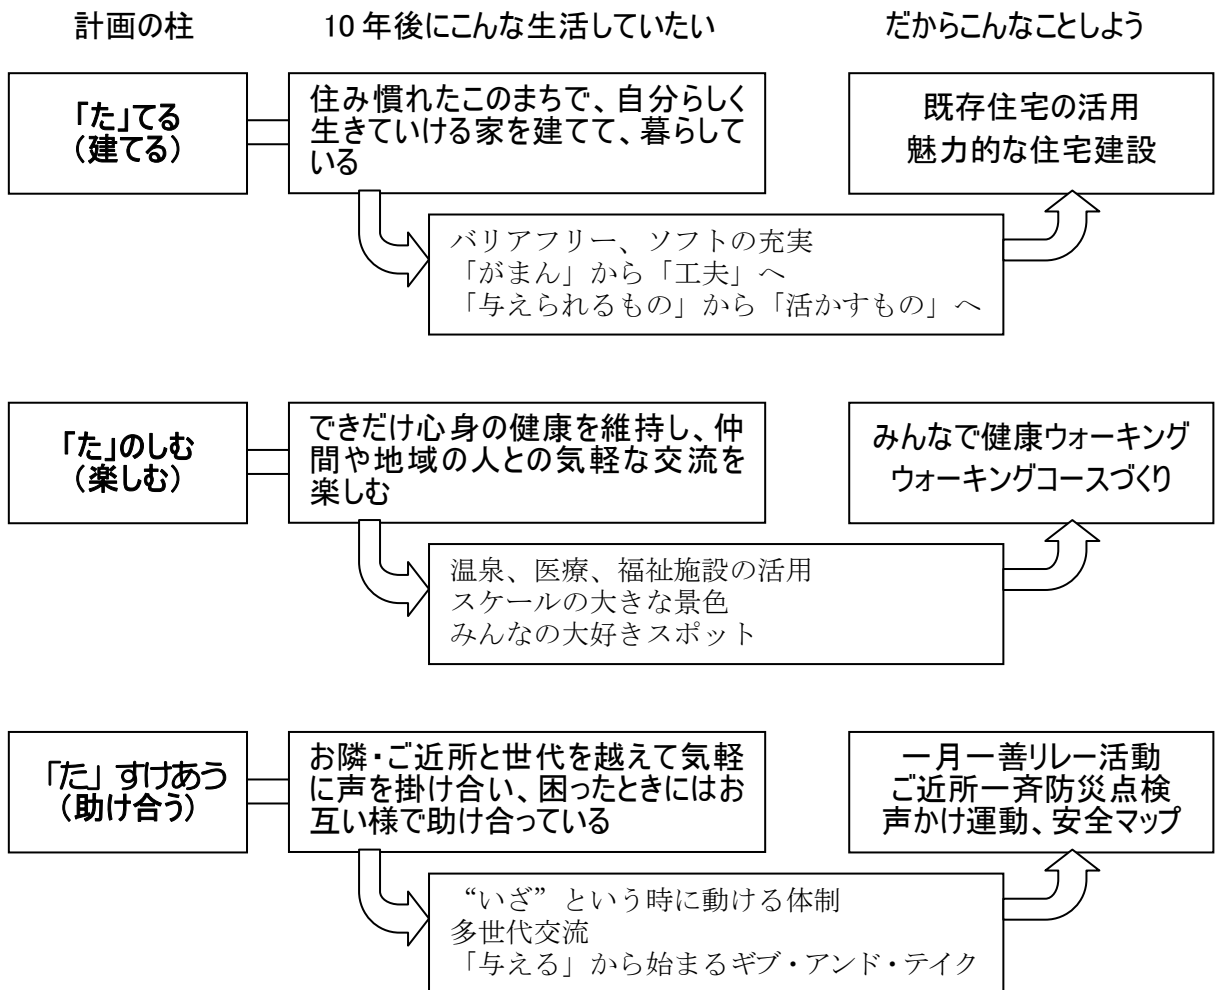 計画の柱
10年後にこんな生活していたい
だからこんなことしよう
「た」てる
（建てる）
住み慣れたこのまちで、自分らしく
生きていける家を建てて、暮らして
いる
既存住宅の活用
魅力的な住宅建設
バリアフリー、ソフトの充実
「がまん」から「工夫」へ
「与えられるもの」から「活かすもの」へ
「た」のしむ
（楽しむ）
できだけ心身の健康を維持し、仲
間や地域の人との気軽な交流を
楽しむ
みんなで健康ウォーキング
ウォーキングコースづくり
温泉、医療、福祉施設の活用
スケールの大きな景色
みんなの大好きスポット
「た」すけあう
（助け合う）
お隣・ご近所と世代を越えて気軽
に声を掛け合い、困ったときにはお
互い様で助け合っている
一月一善リレー活動
ご近所一斉防災点検
声かけ運動、安全マップ
“いざ”という時に動ける体制
多世代交流
「与える」から始まるギブ・アンド・テイク